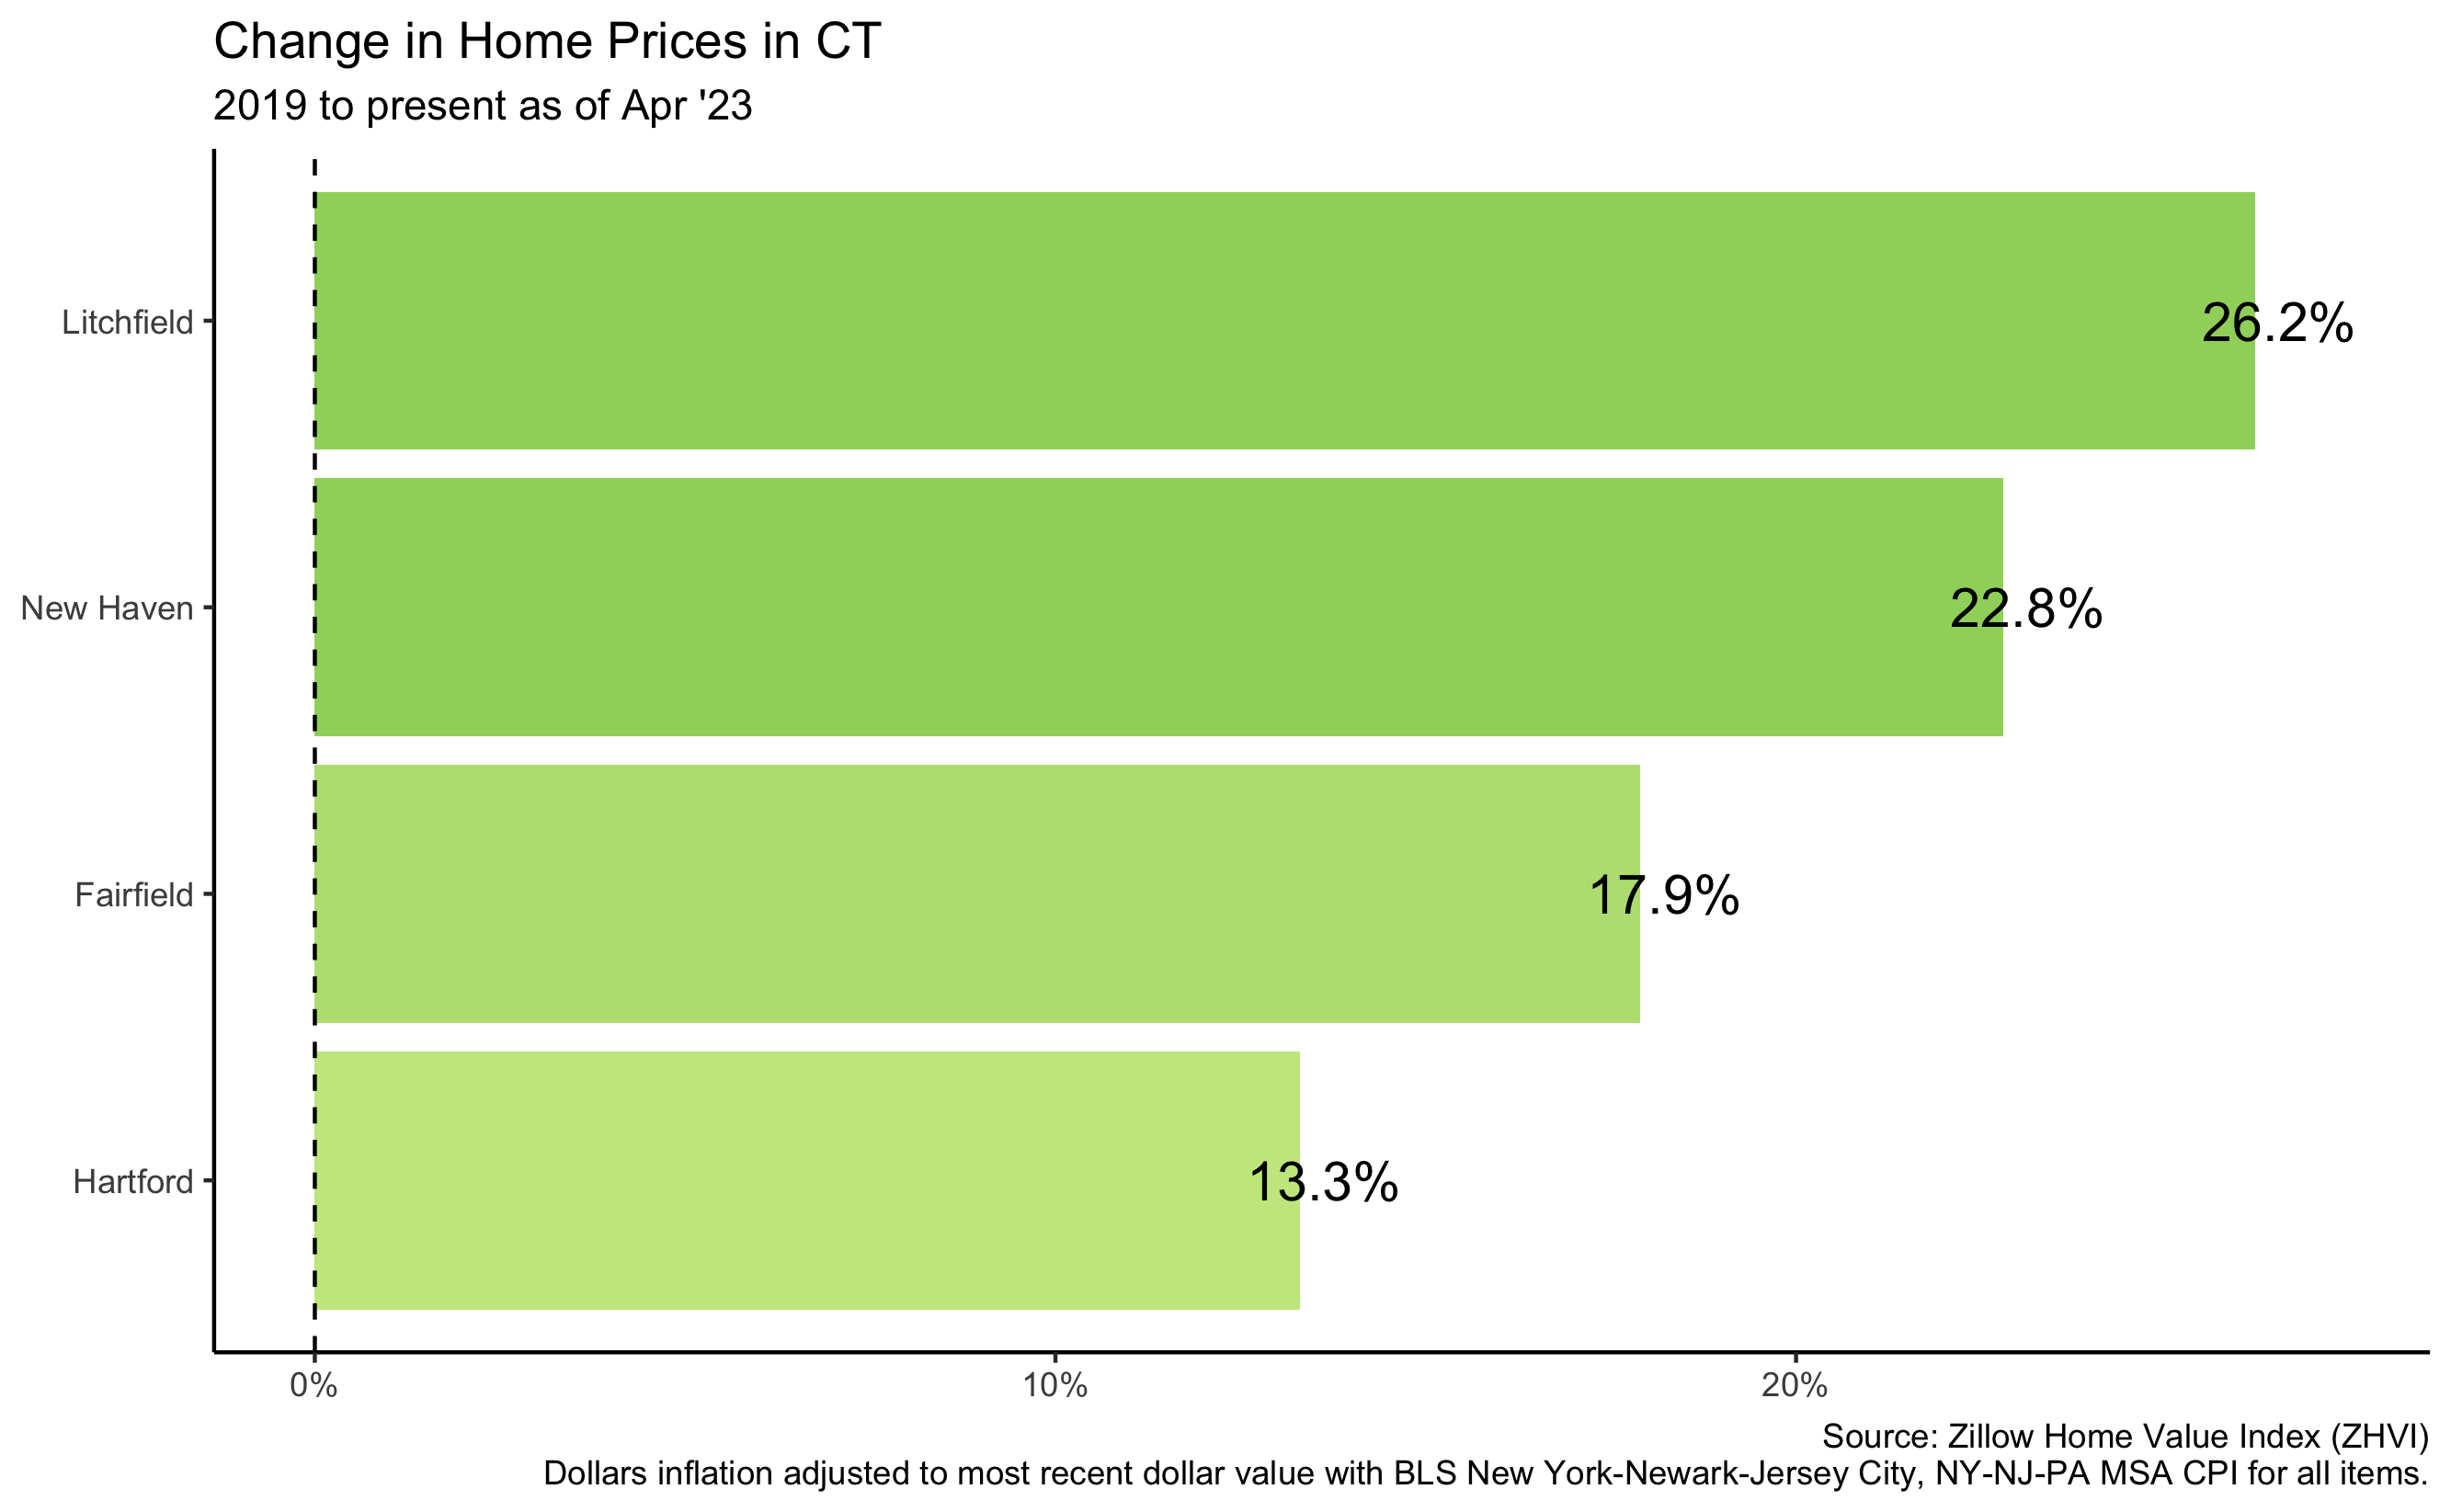 Change in Home Prices in CT
2019 to present as of Apr '23
Litchfield
26.2%
New Haven
22.8%
Fairfield
17.9%
Hartford
13.3%
0%
10%
20%
Source: Zillow Home Value Index (ZHVI)
Dollars inflation adjusted to most recent dollar value with BLS New York-Newark-Jersey City, NY-NJ-PA MSA CPI for all items.